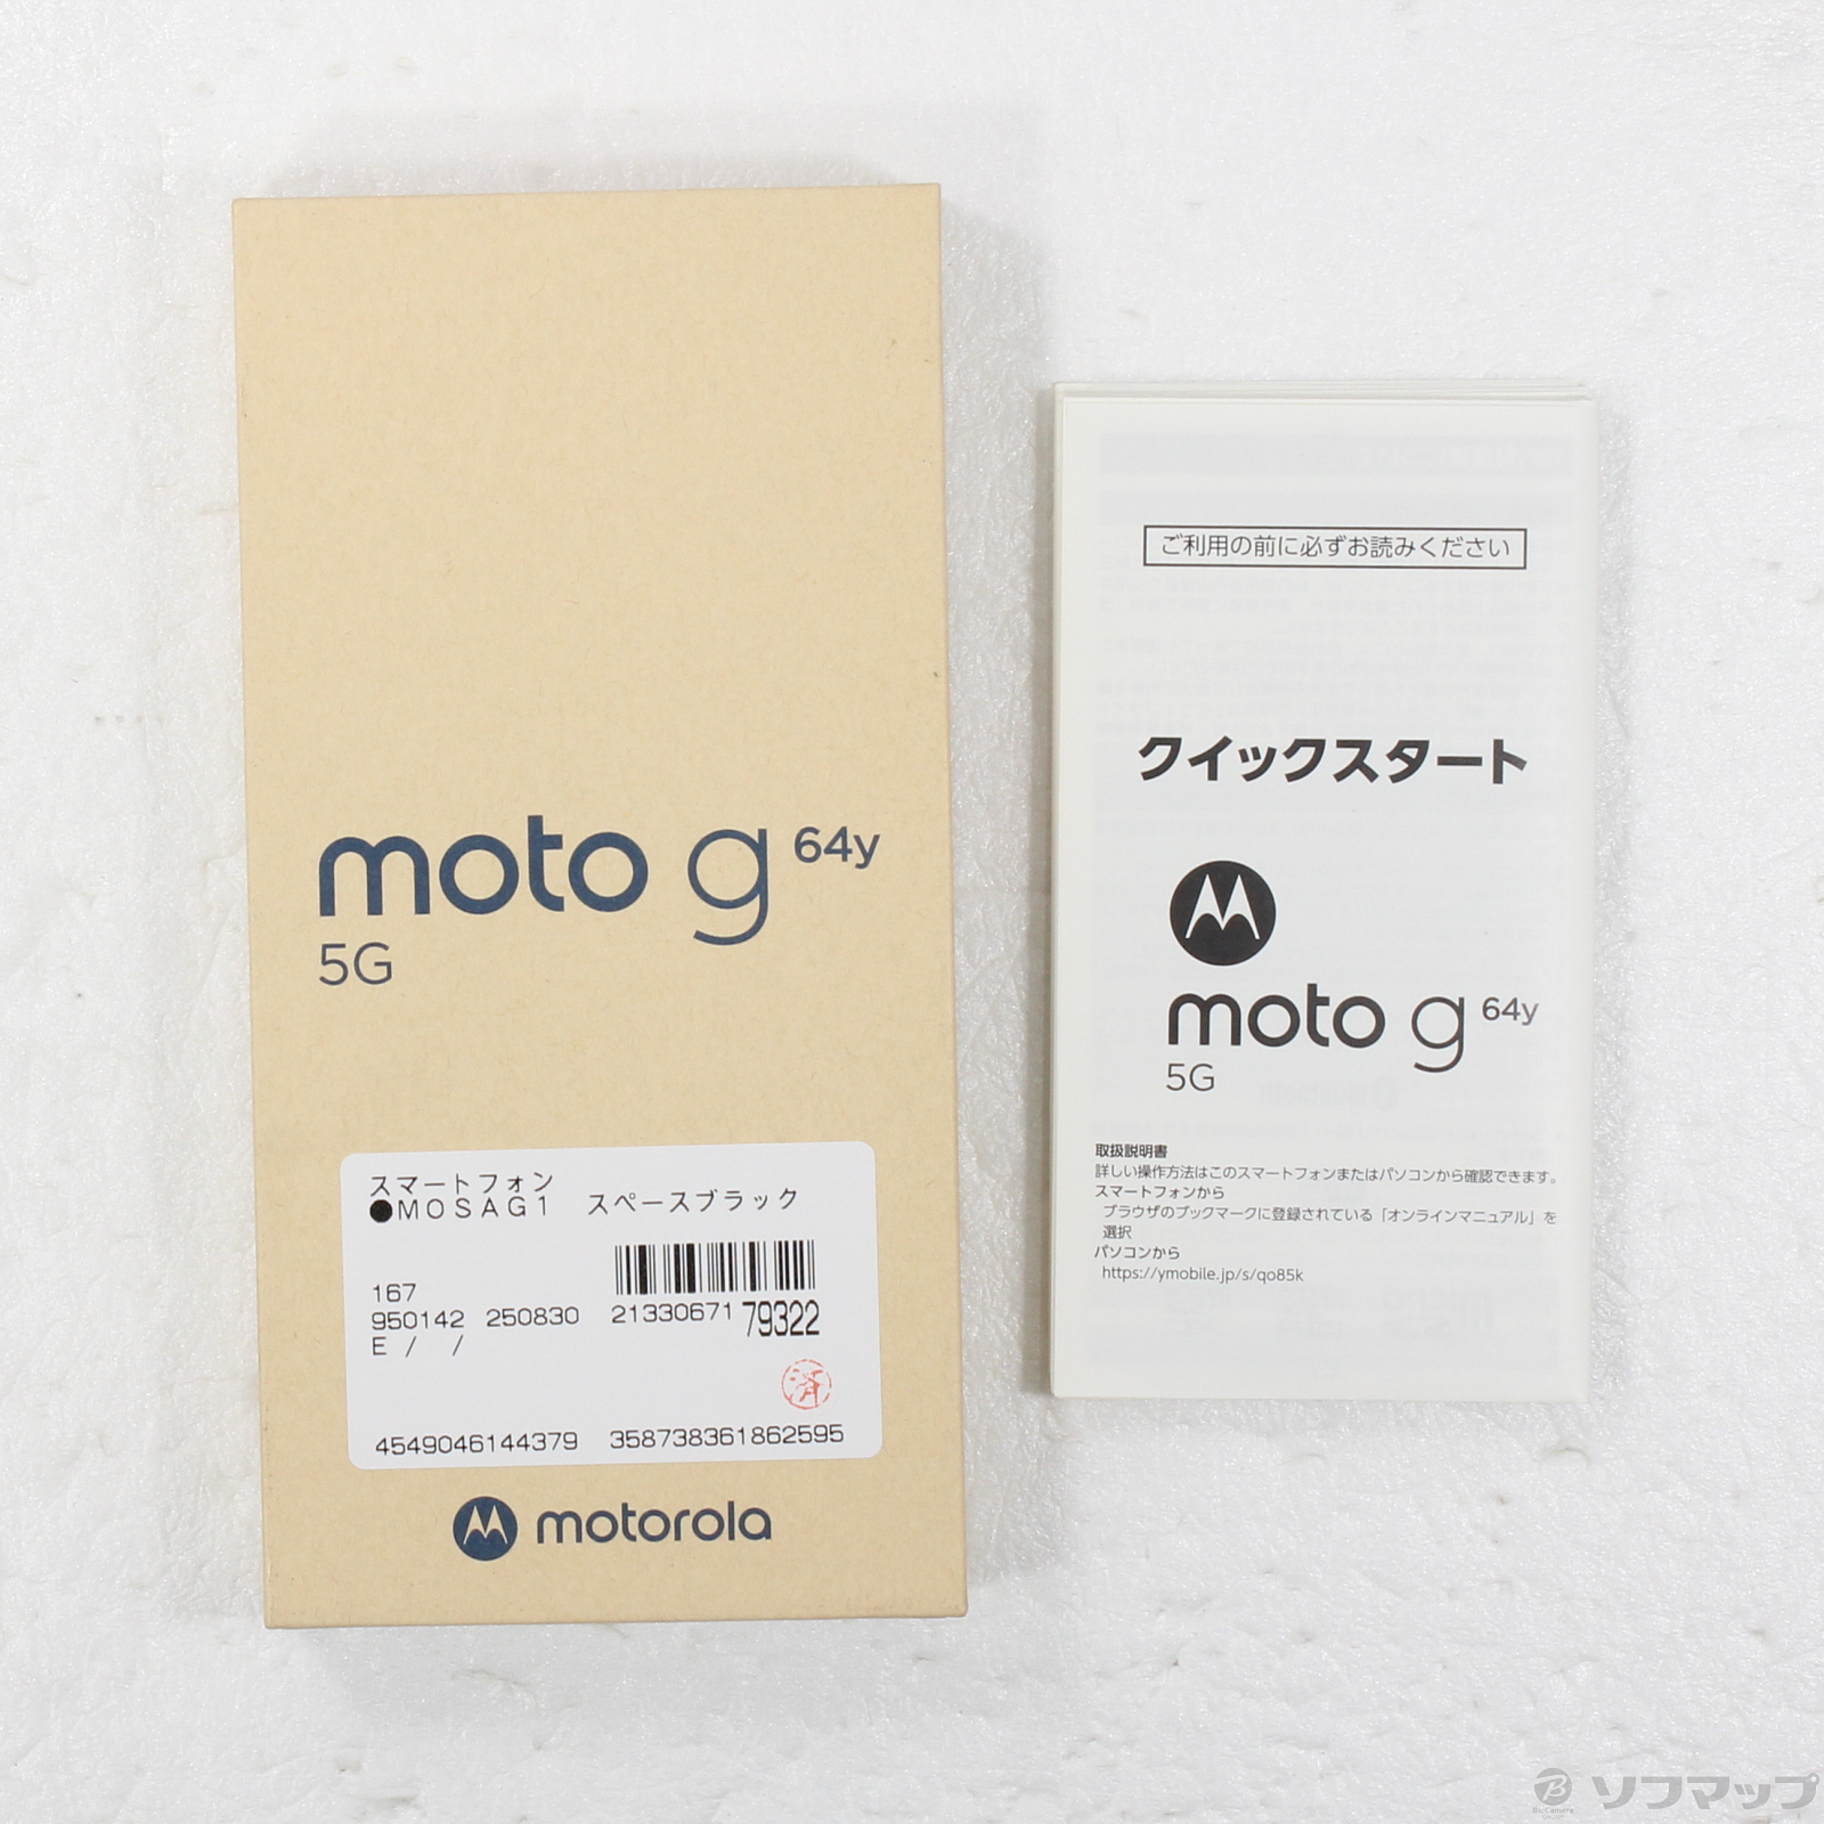 moto g 64y
5G
スマートフォン
●MOSAG1 スペースブラック
167
950142 250830 2133067179322
E / /
済
4549046144379 358738361862595
motorola
ご利用の前に必ずお読みください
クイックスタート
moto g 64y
5G
取扱説明書
詳しい操作方法はこのスマートフォンまたはパソコンから確認できます。
スマートフォンから
ブラウザのブックマークに登録されている「オンラインマニュアル」を
選択
パソコンから
https://ymobile.jp/s/qo85k
BicCamera
GROUP
ソフマップ